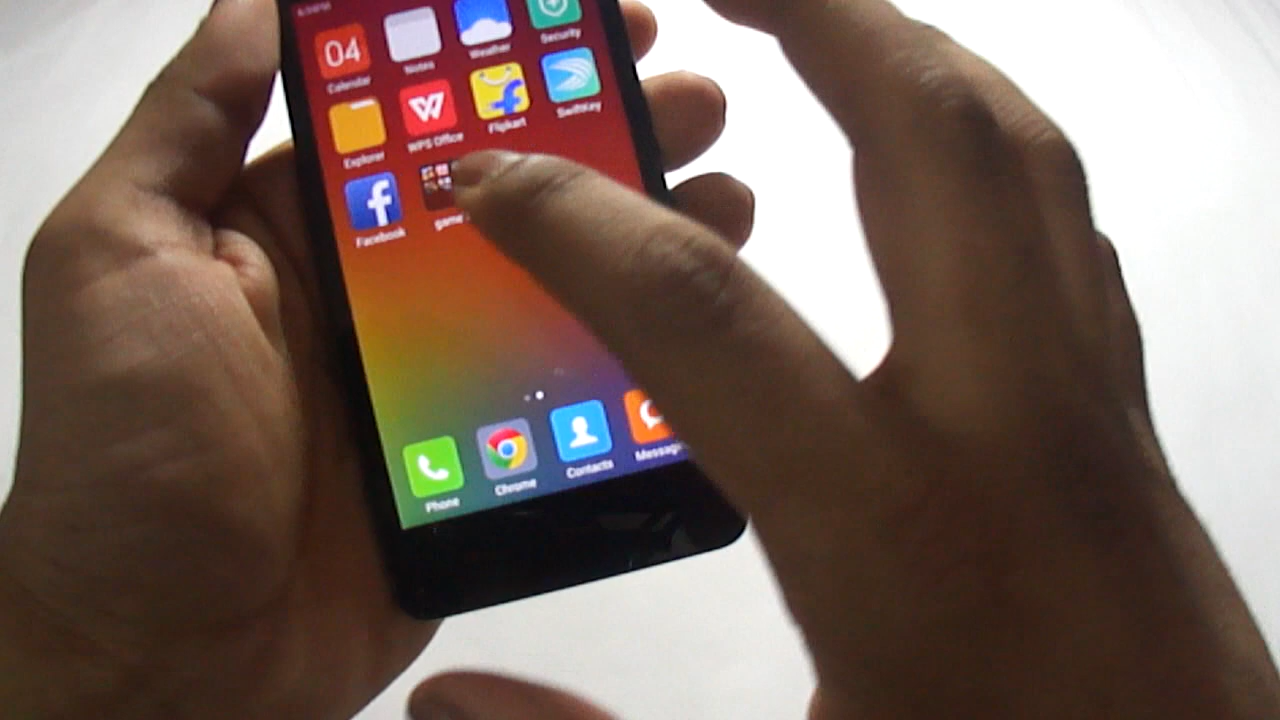 04
Calendar
Notes
Weather
Security
Explorer
WPS Office
Flipkart
SwiftKey
Facebook
game
Phone
Chrome
Contacts